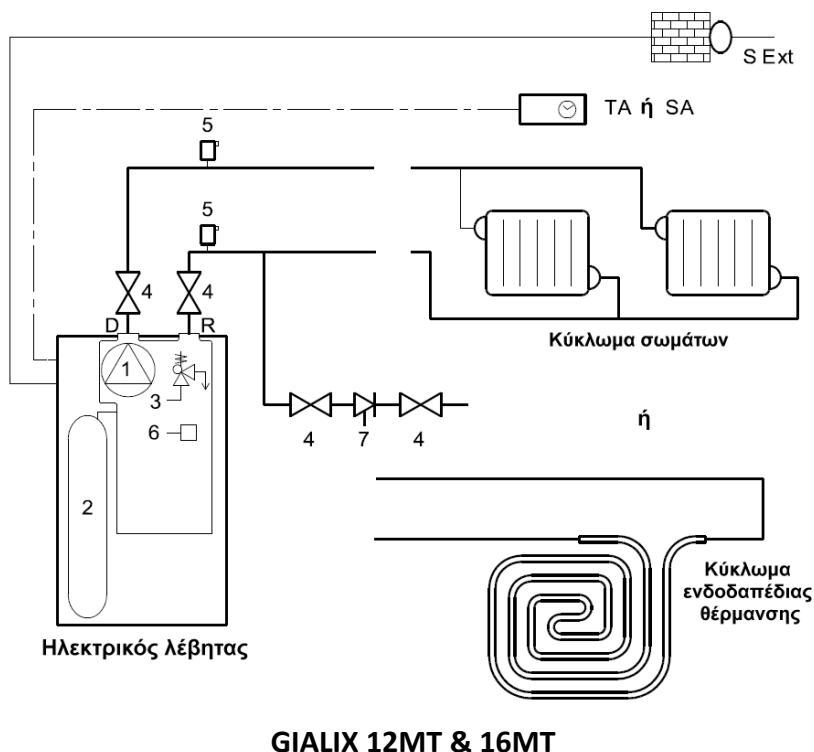 S Ext
TA ή SA
5
5
4
4
D
R
1
3
6
2
4
7
4
Κύκλωμα σωμάτων
ή
Κύκλωμα
ενδοδαπέδιας
θέρμανσης
Ηλεκτρικός λέβητας
GIALIX 12MT & 16MT